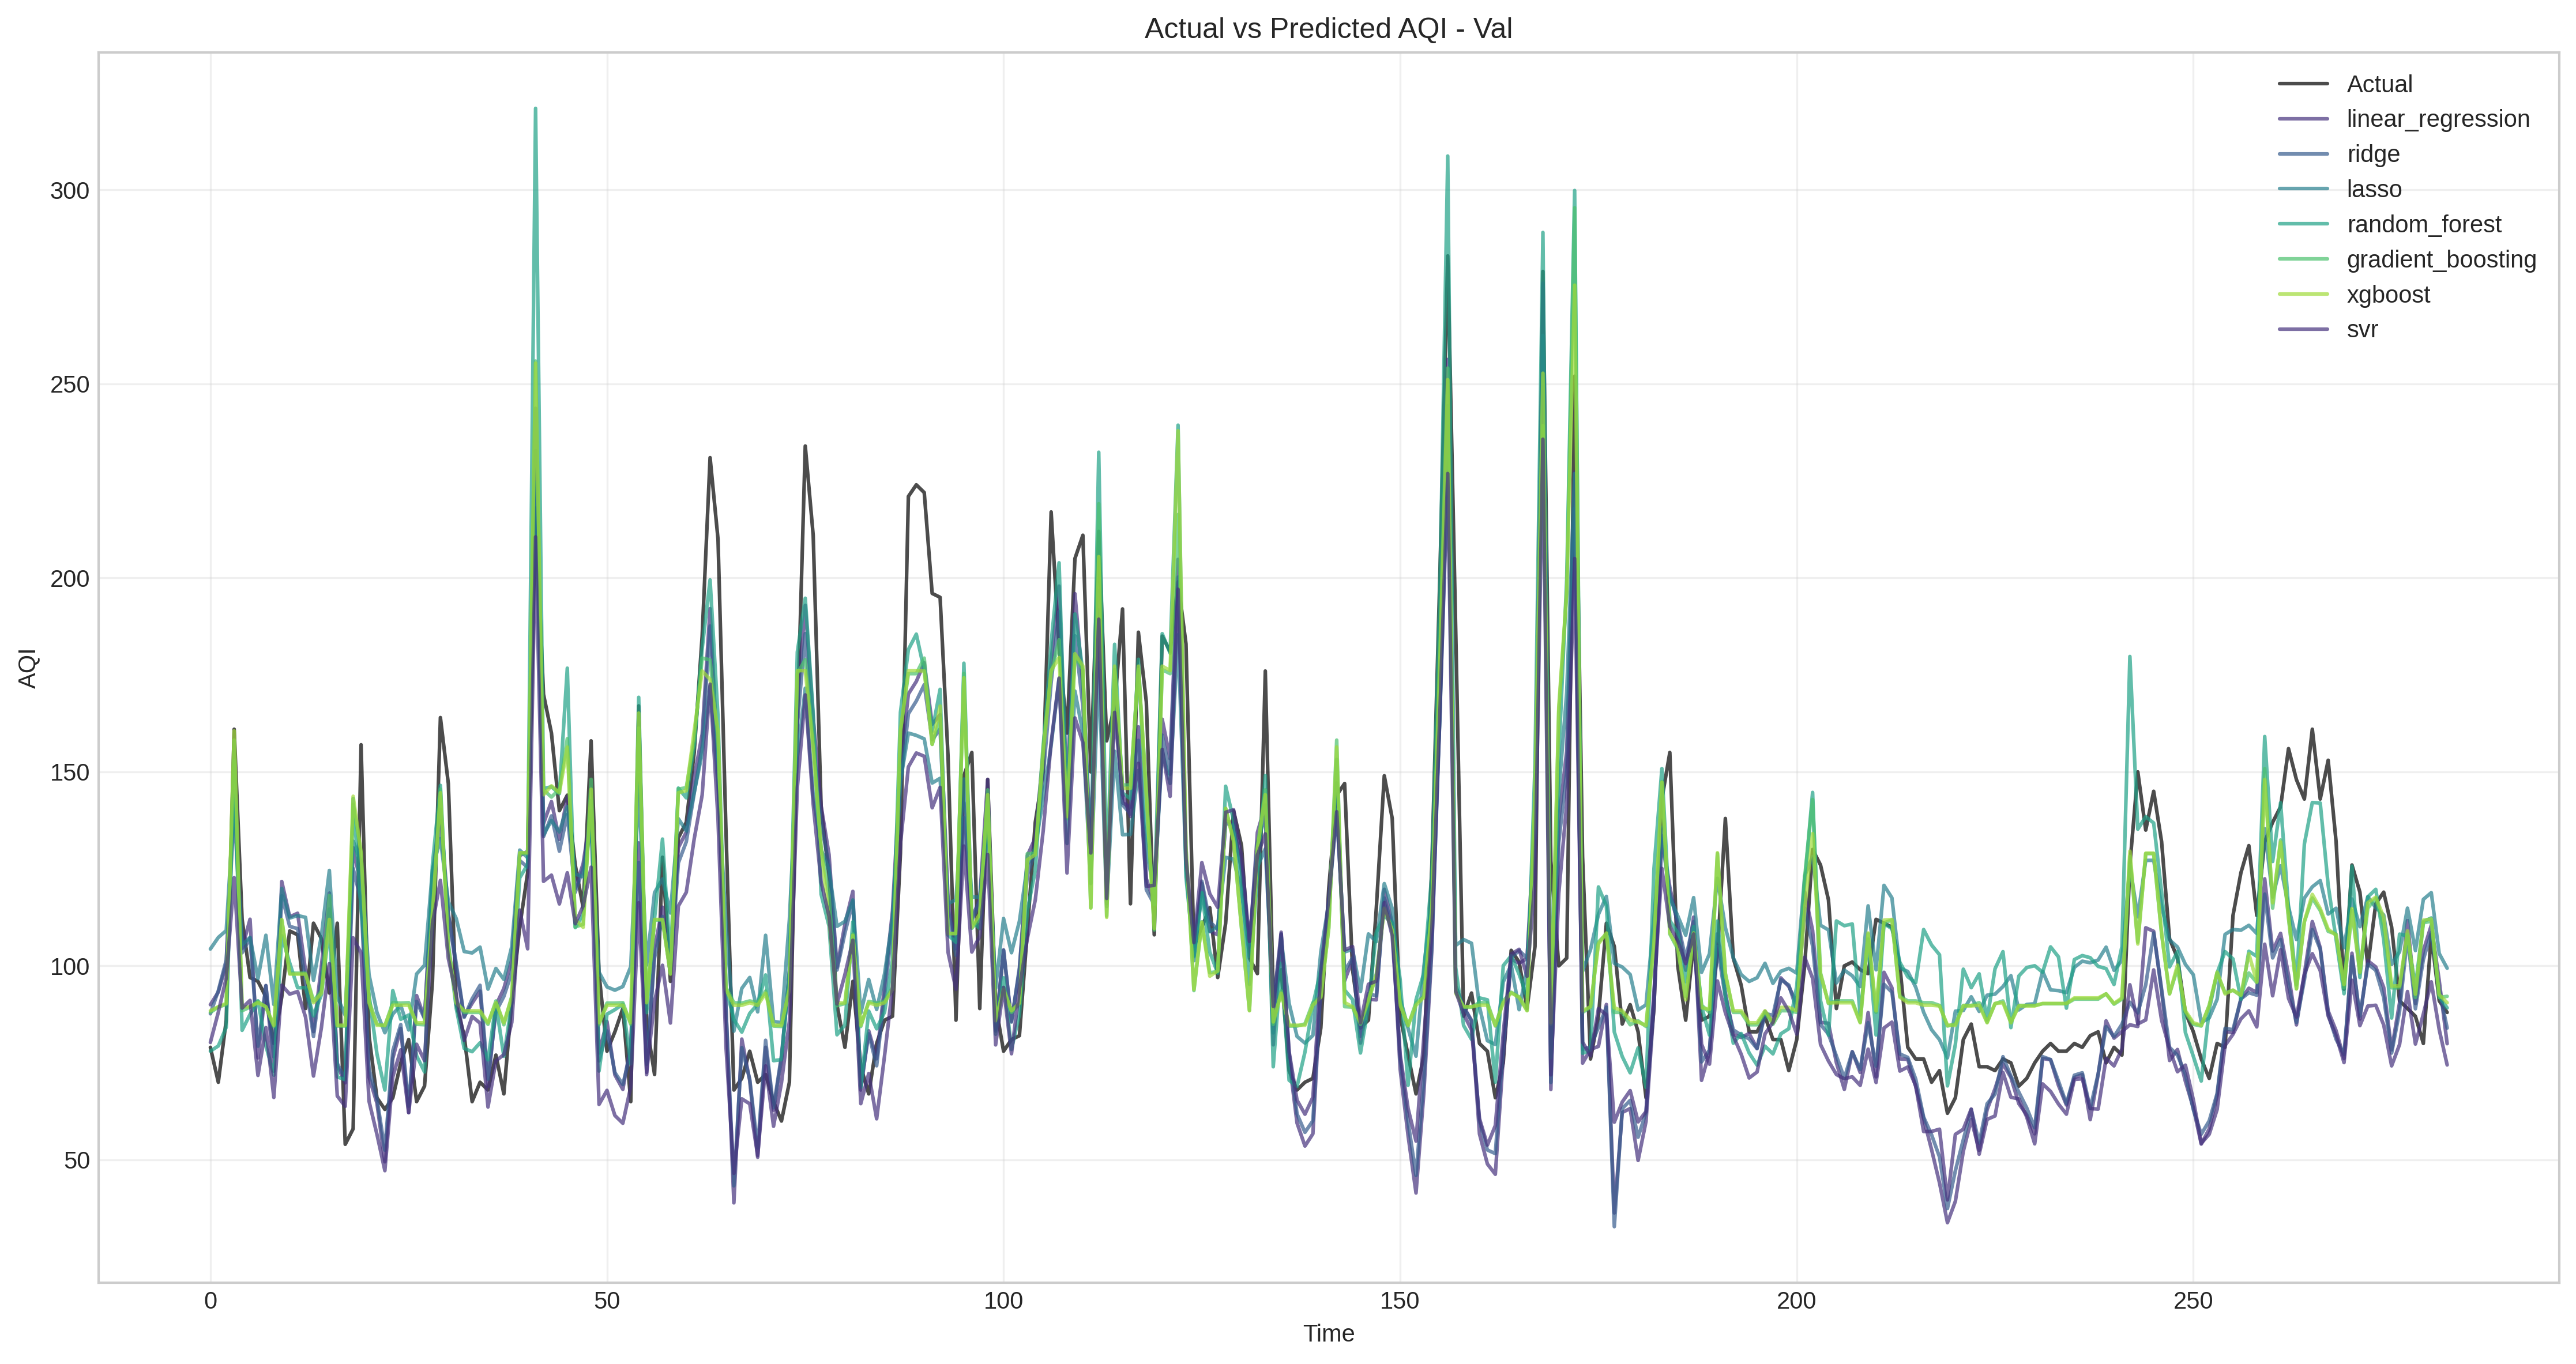 Actual vs Predicted AQI - Val
Actual
linear_regression
ridge
lasso
random_forest
gradient_boosting
xgboost
svr
AQI
300
250
200
150
100
50
0
50
100
150
200
250
Time